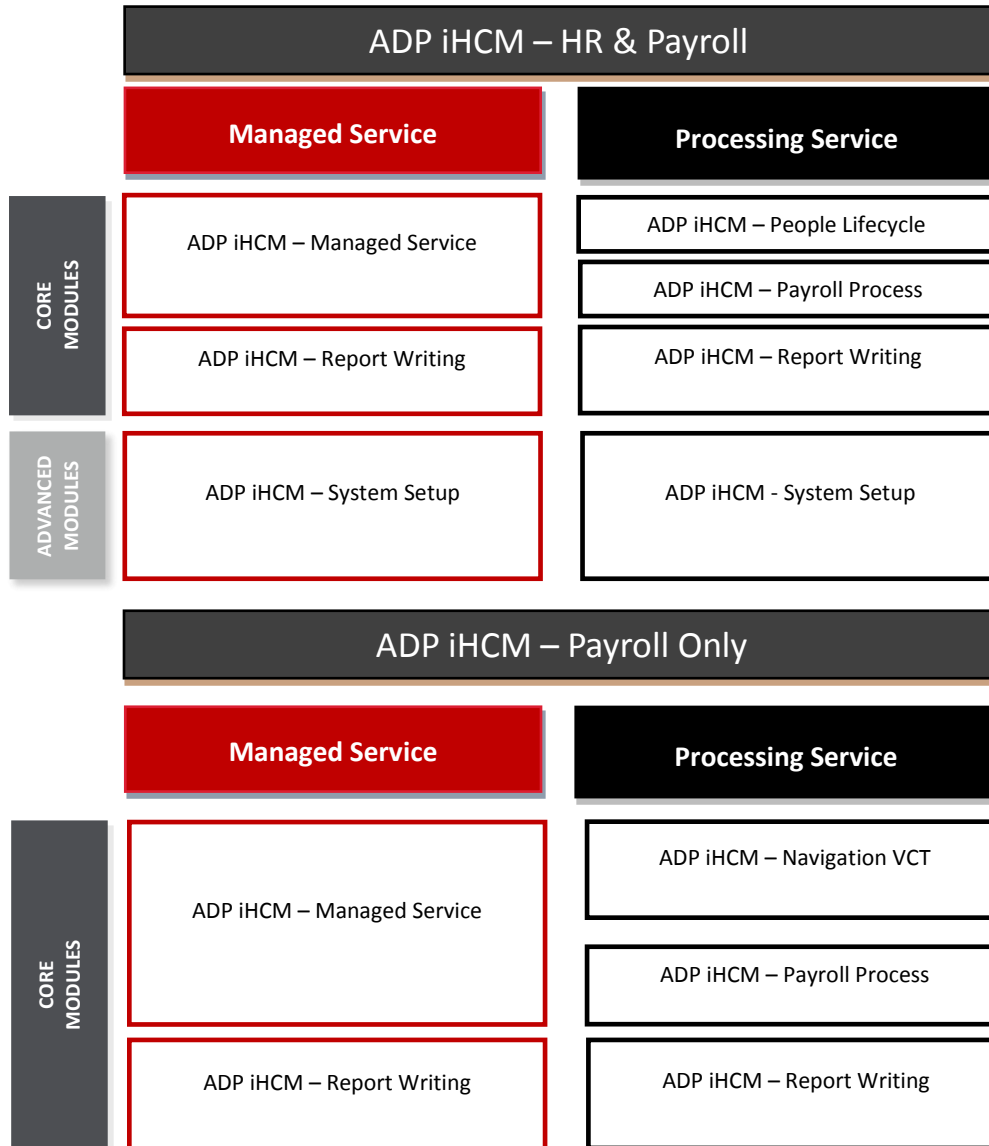 ADP iHCM – HR & Payroll
Managed Service
Processing Service
CORE
MODULES
ADP iHCM – Managed Service
ADP iHCM – People Lifecycle
ADP iHCM – Payroll Process
ADP iHCM – Report Writing
ADP iHCM – Report Writing
ADVANCED
MODULES
ADP iHCM – System Setup
ADP iHCM - System Setup
ADP iHCM – Payroll Only
Managed Service
Processing Service
CORE
MODULES
ADP iHCM – Managed Service
ADP iHCM – Navigation VCT
ADP iHCM – Payroll Process
ADP iHCM – Report Writing
ADP iHCM – Report Writing